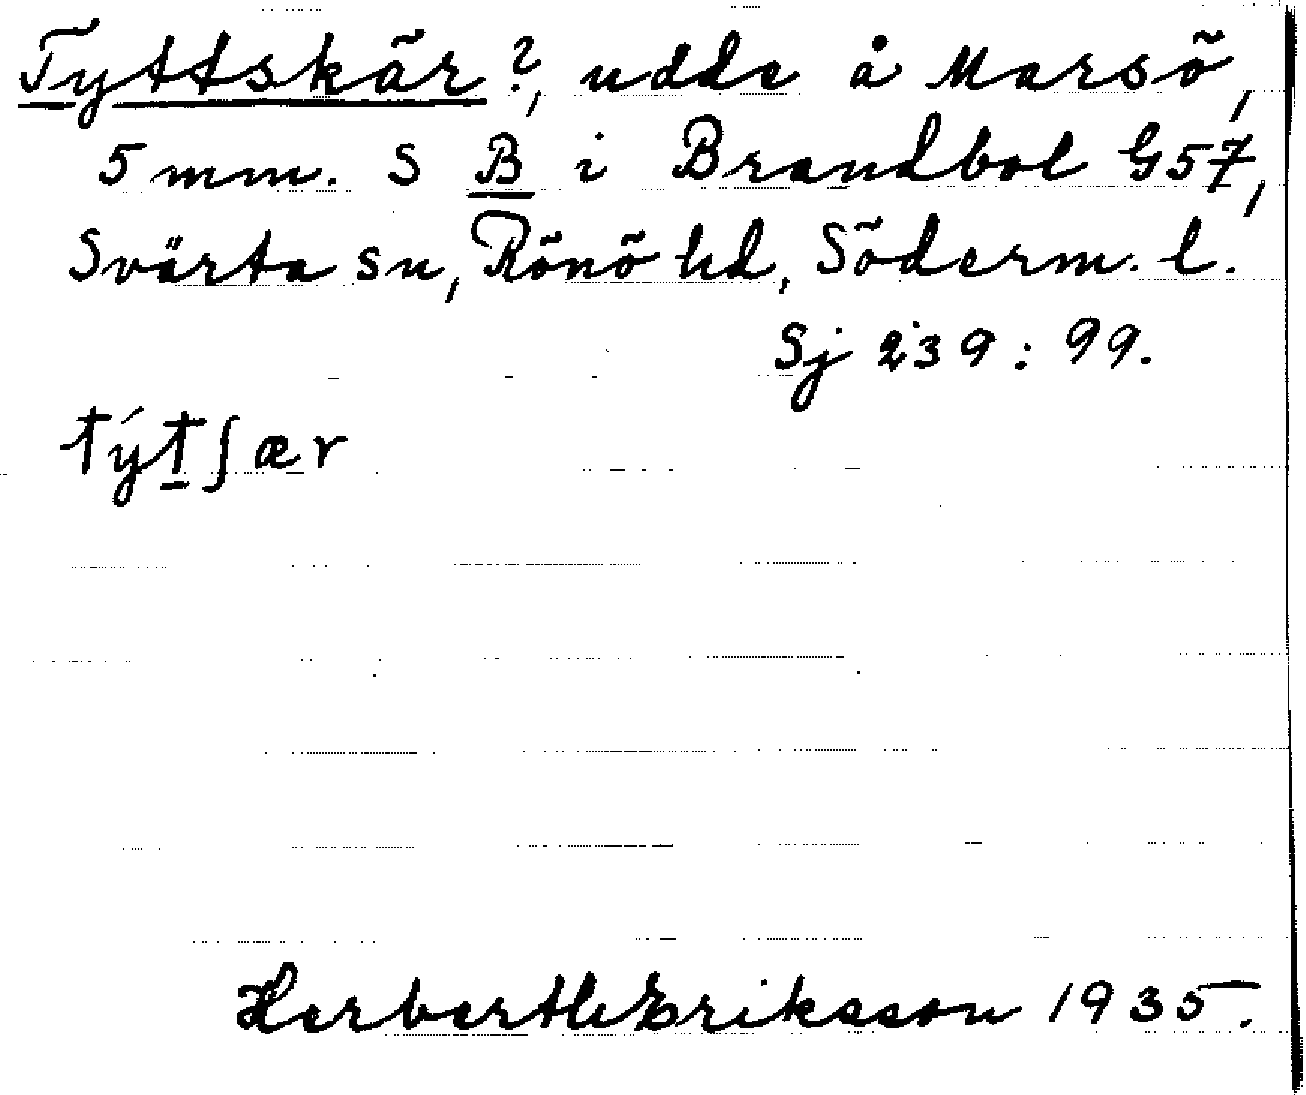 Tyttskär?, udde å Marsö,
5 mm. S B i Brandbol G57,
Svärta sn, Rönö hd, Söderm. l.
Sj 239: 99.
týtʃær
Herbert Eriksson 1935.